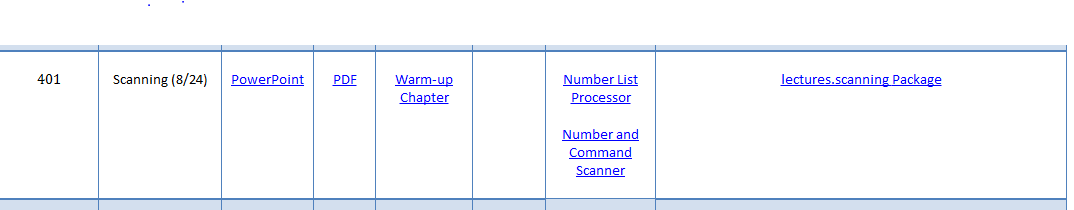 401
Scanning (8/24)
PowerPoint
PDF
Warm-up
Chapter
Number List
Processor
Number and
Command
Scanner
lectures.scanning Package